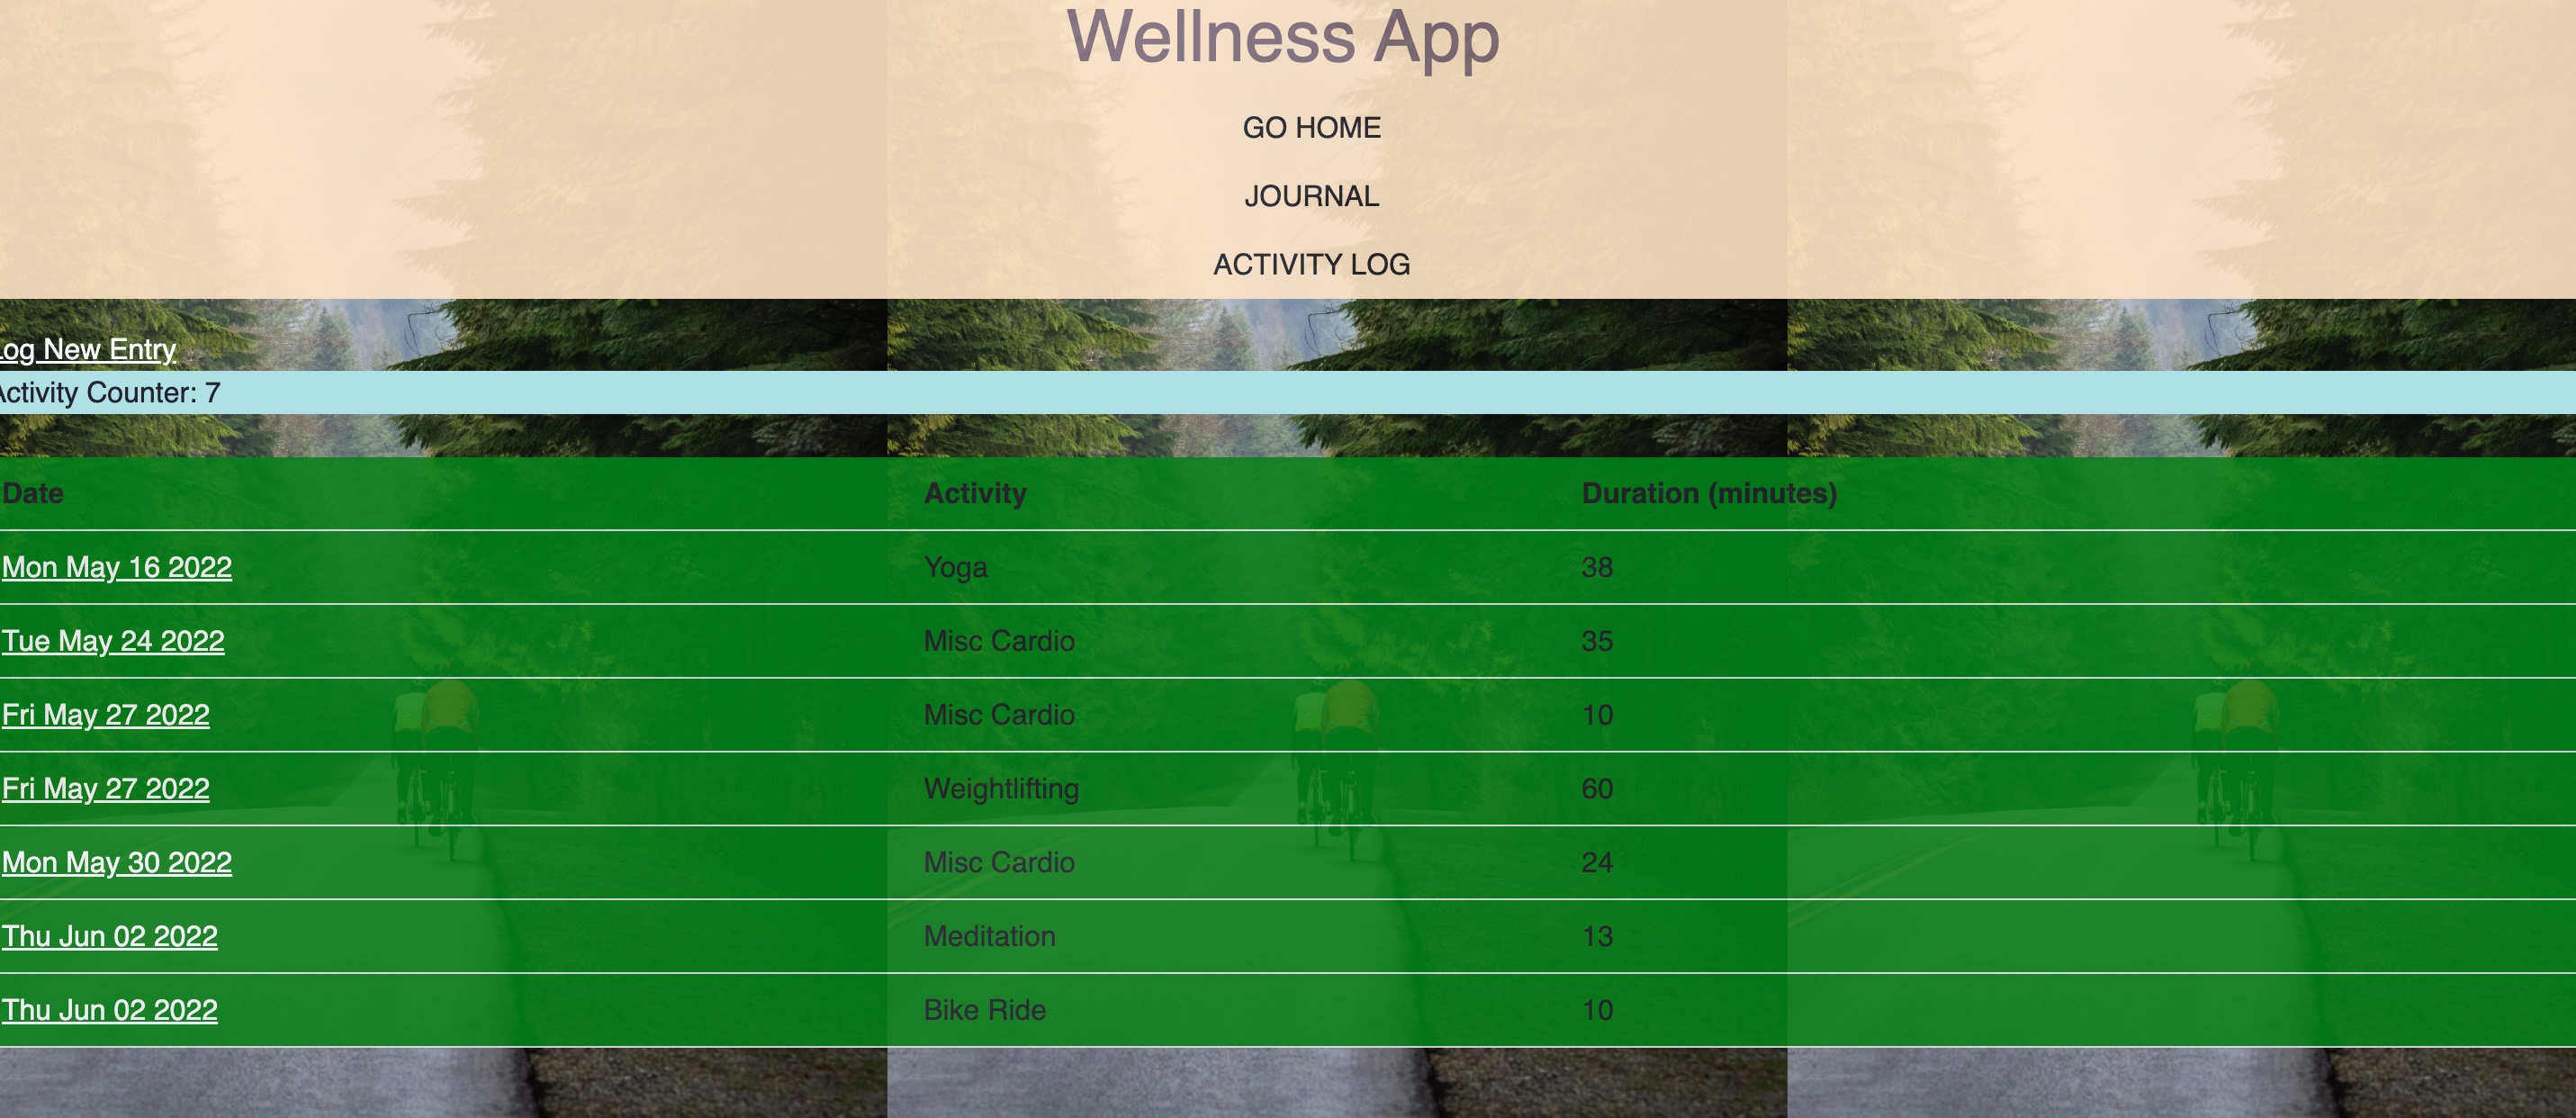 Wellness App
GO HOME
JOURNAL
ACTIVITY LOG
Log New Entry
Activity Counter: 7
Date Activity Duration (minutes)
Mon May 16 2022 Yoga 38
Tue May 24 2022 Misc Cardio 35
Fri May 27 2022 Misc Cardio 10
Fri May 27 2022 Weightlifting 60
Mon May 30 2022 Misc Cardio 24
Thu Jun 02 2022 Meditation 13
Thu Jun 02 2022 Bike Ride 10